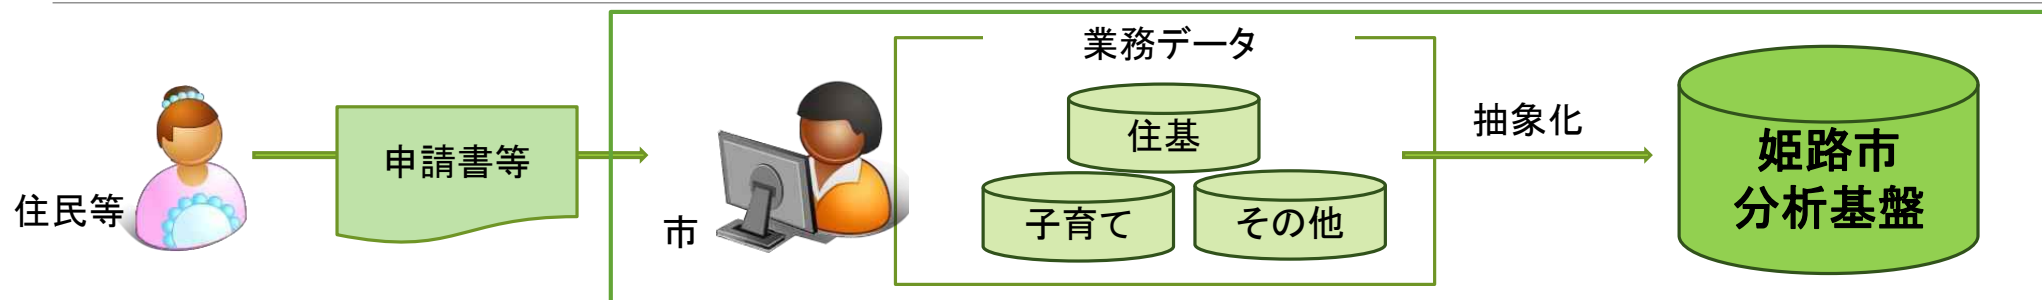 住民等
申請書等
市
業務データ
住基
子育て
その他
抽象化
姫路市
分析基盤